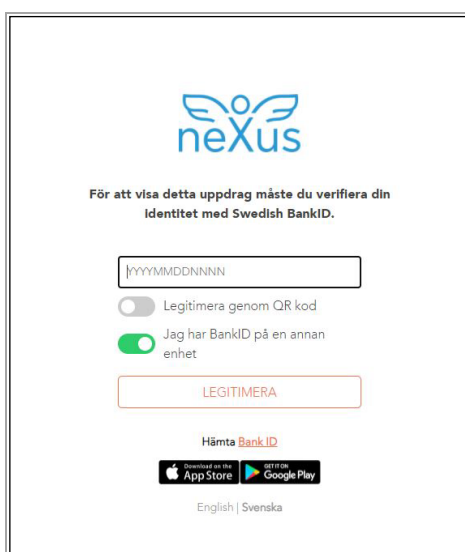 neXus
För att visa detta uppdrag måste du verifiera din
identitet med Swedish BankID.
YYYYMMDDNNNN
Legitimera genom QR kod
Jag har BankID på en annan
enhet
LEGITIMERA
Hämta Bank ID
Download on the App Store GET IT ON Google Play
English | Svenska